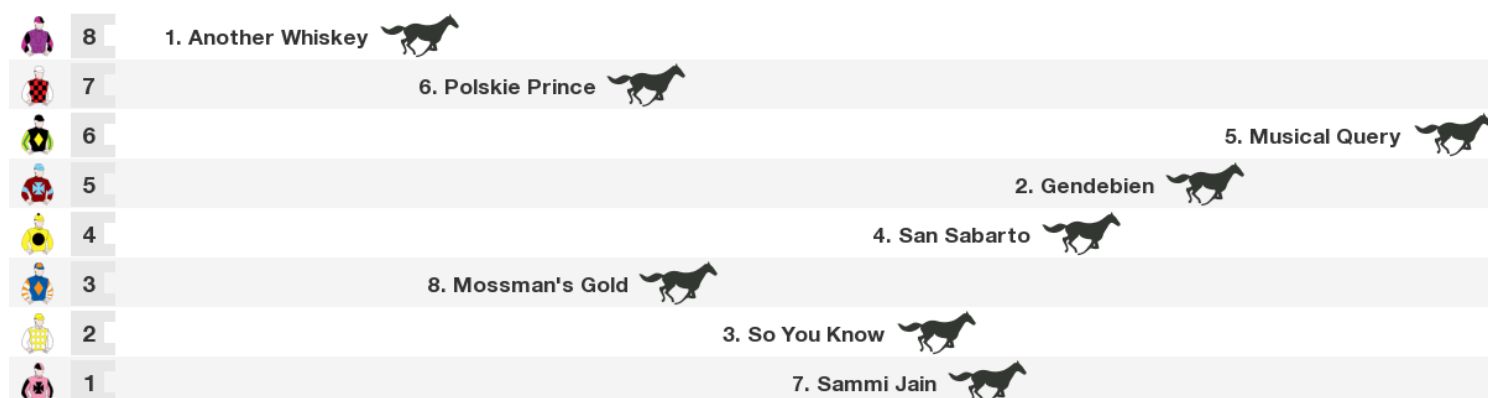 8 1. Another Whiskey
7 6. Polskie Prince
6 5. Musical Query
5 2. Gendebien
4 4. San Sabarto
3 8. Mossman's Gold
2 3. So You Know
1 7. Sammi Jain